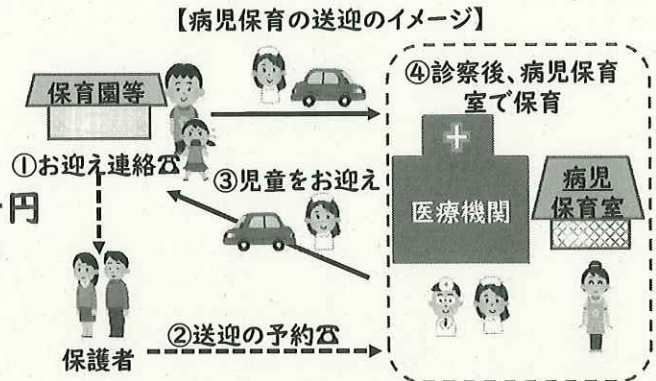 【病児保育の送迎のイメージ】
保育園等
④診察後、病児保育
室で保育
①お迎え連絡☎
③児童をお迎え
円
医療機関
病児
保育室
②送迎の予約☎
保護者